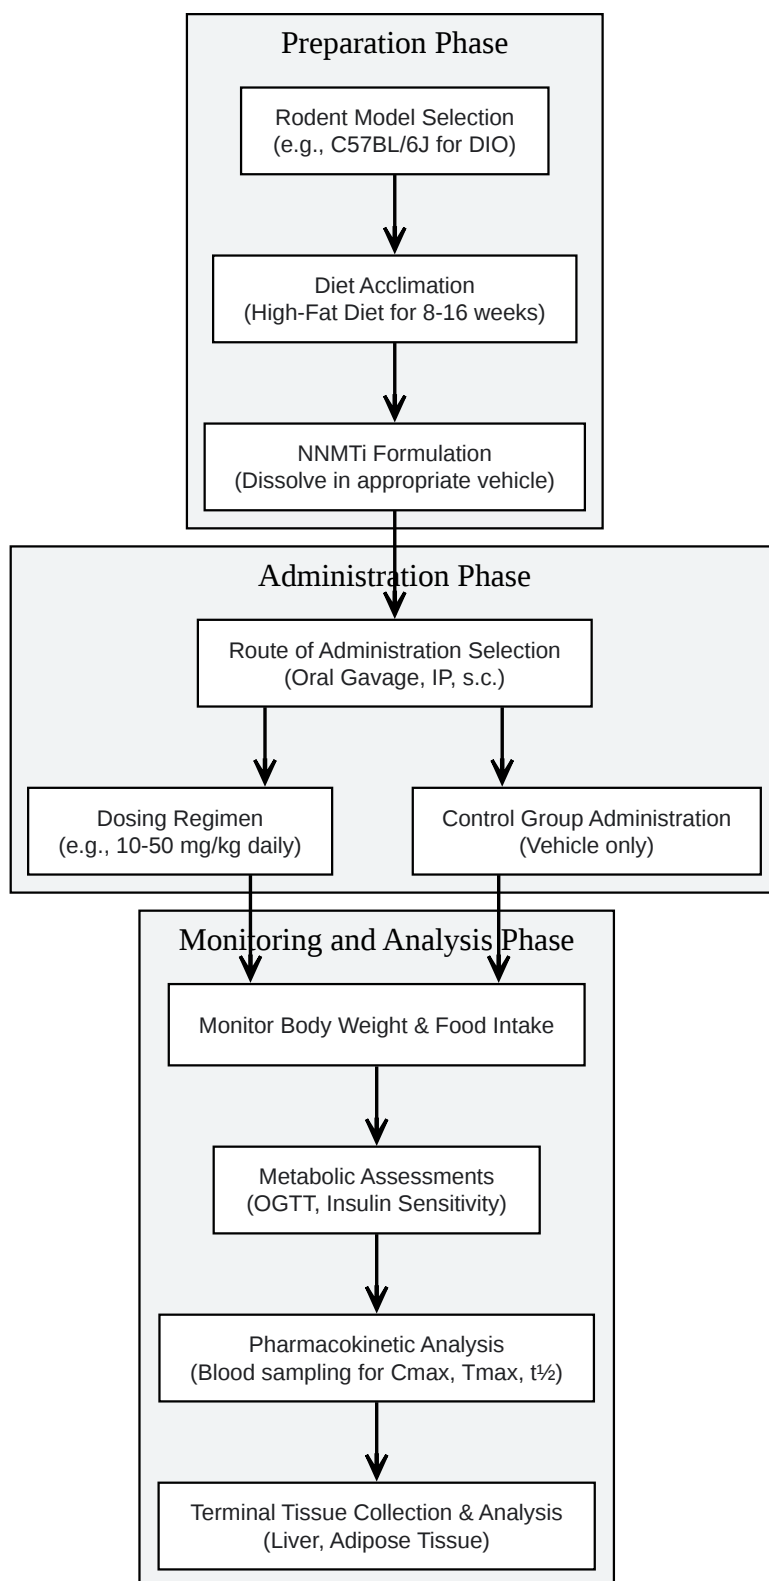 Preparation Phase
Rodent Model Selection
(e.g., C57BL/6J for DIO)
Diet Acclimation
(High-Fat Diet for 8-16 weeks)
NNMTi Formulation
(Dissolve in appropriate vehicle)
Administration Phase
Route of Administration Selection
(Oral Gavage, IP, s.c.)
Dosing Regimen
(e.g., 10-50 mg/kg daily)
Control Group Administration
(Vehicle only)
Monitoring and Analysis Phase
Monitor Body Weight & Food Intake
Metabolic Assessments
(OGTT, Insulin Sensitivity)
Pharmacokinetic Analysis
(Blood sampling for Cmax, Tmax, t½)
Terminal Tissue Collection & Analysis
(Liver, Adipose Tissue)